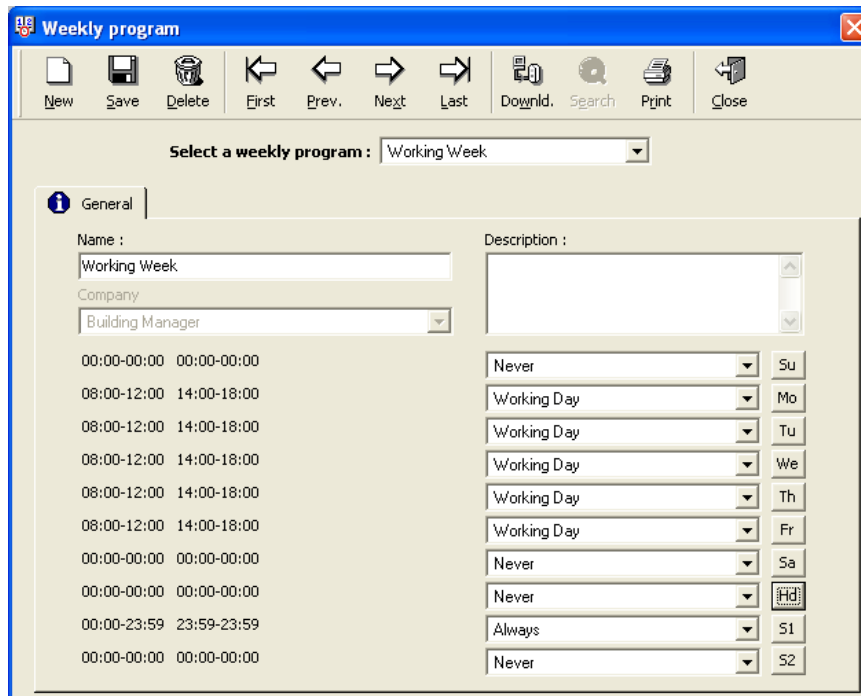 Weekly program
New Save Delete First Prev. Next Last Downld. Search Print Close
Select a weekly program : Working Week
General
Name : Description :
Working Week
Company
Building Manager
00:00-00:00 00:00-00:00 Never Su
08:00-12:00 14:00-18:00 Working Day Mo
08:00-12:00 14:00-18:00 Working Day Tu
08:00-12:00 14:00-18:00 Working Day We
08:00-12:00 14:00-18:00 Working Day Th
08:00-12:00 14:00-18:00 Working Day Fr
00:00-00:00 00:00-00:00 Never Sa
00:00-00:00 00:00-00:00 Never Hd
00:00-23:59 23:59-23:59 Always S1
00:00-00:00 00:00-00:00 Never S2